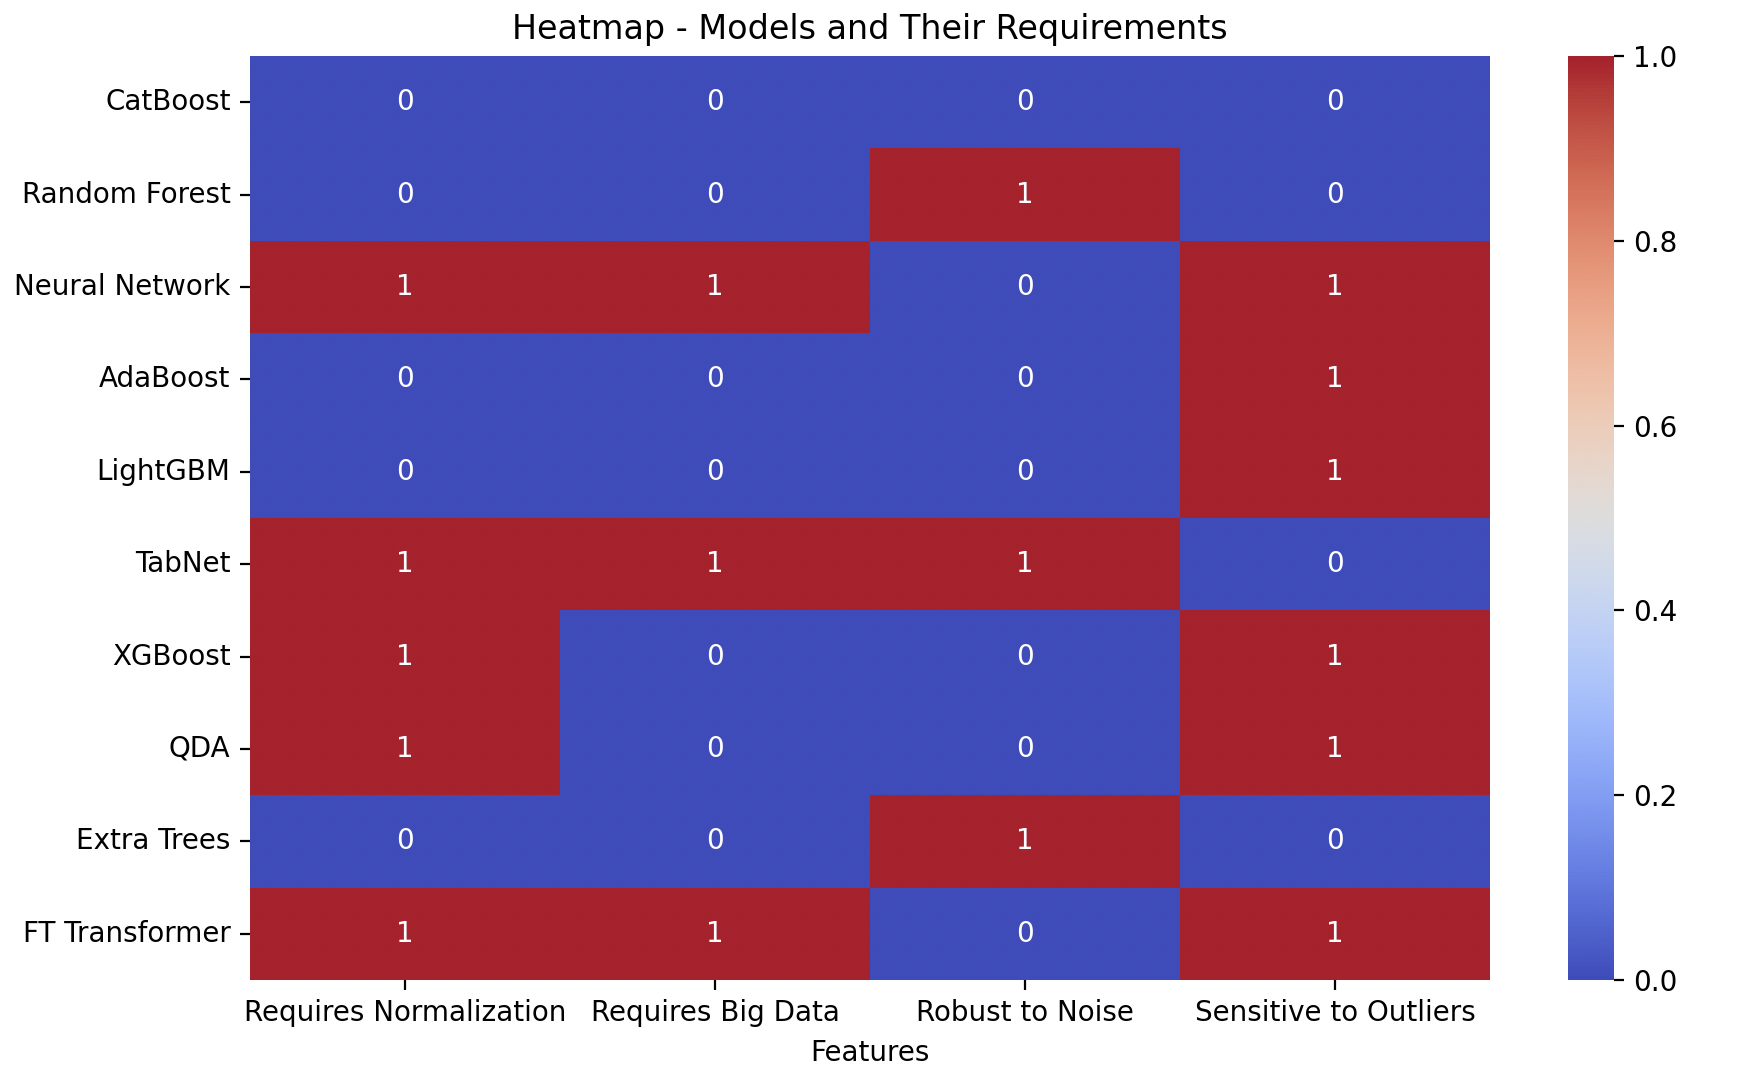 Heatmap - Models and Their Requirements
CatBoost 0 0 0 0
Random Forest 0 0 1 0
Neural Network 1 1 0 1
AdaBoost 0 0 0 1
LightGBM 0 0 0 1
TabNet 1 1 1 0
XGBoost 1 0 0 1
QDA 1 0 0 1
Extra Trees 0 0 1 0
FT Transformer 1 1 0 1
Requires Normalization Requires Big Data Robust to Noise Sensitive to Outliers
Features
1.0
0.8
0.6
0.4
0.2
0.0